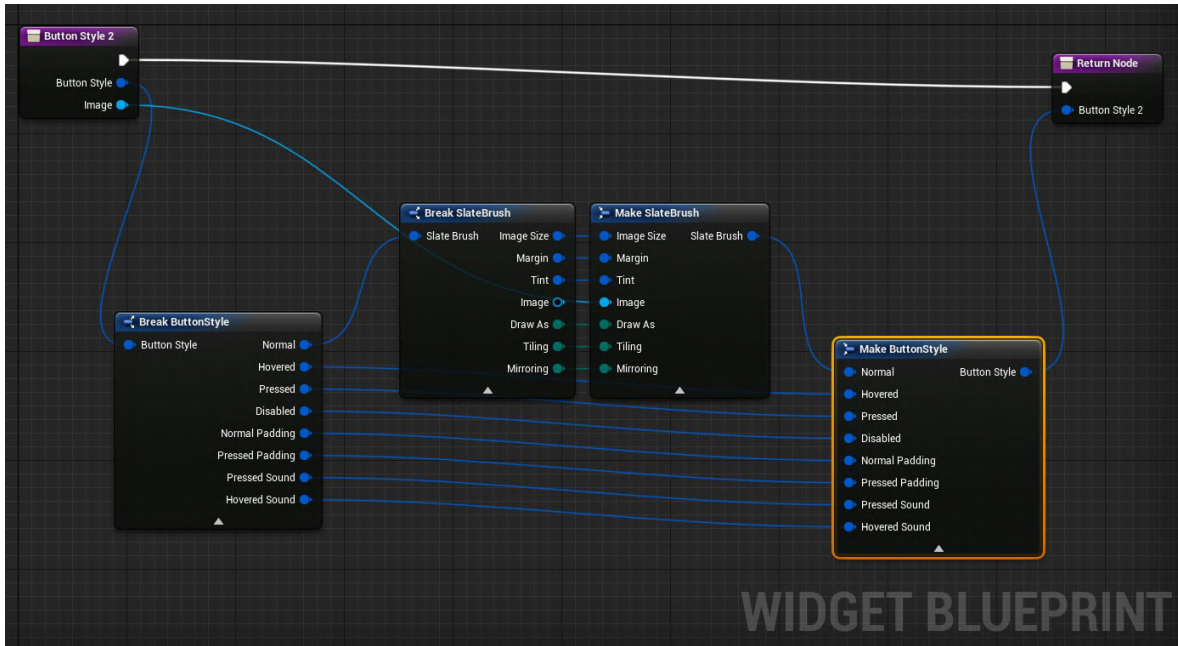 Button Style 2
Button Style
Image
Return Node
Button Style 2
Break SlateBrush
Slate Brush Image Size
Margin
Tint
Image
Draw As
Tiling
Mirroring
Make SlateBrush
Image Size Slate Brush
Margin
Tint
Image
Draw As
Tiling
Mirroring
Break ButtonStyle
Button Style Normal
Hovered
Pressed
Disabled
Normal Padding
Pressed Padding
Pressed Sound
Hovered Sound
Make ButtonStyle
Normal Button Style
Hovered
Pressed
Disabled
Normal Padding
Pressed Padding
Pressed Sound
Hovered Sound
WIDGET BLUEPRINT